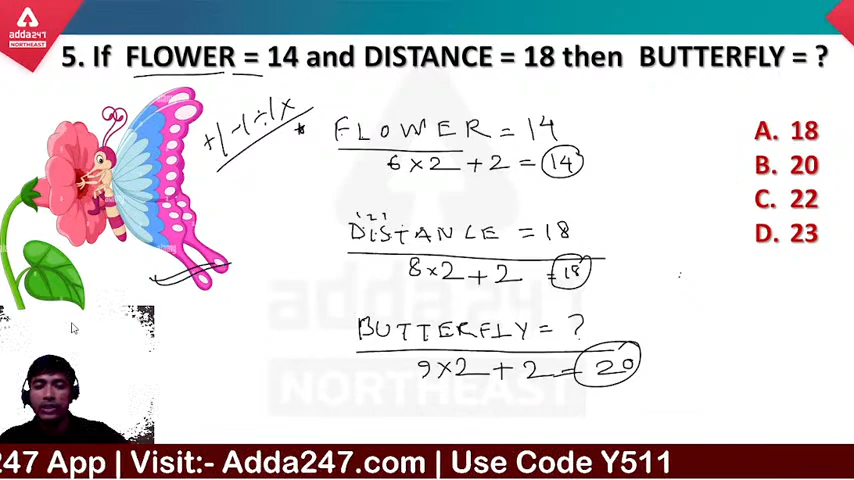 adda247
NORTHEAST
5. If FLOWER = 14 and DISTANCE = 18 then BUTTERFLY = ?
+/-/÷/×
FLOWER = 14
6×2+2 = 14
DISTANCE = 18
8×2+2 = 18
BUTTERFLY = ?
9×2+2 = 20
A. 18
B. 20
C. 22
D. 23
adda247
NORTHEAST
247 App | Visit:- Adda247.com | Use Code Y511